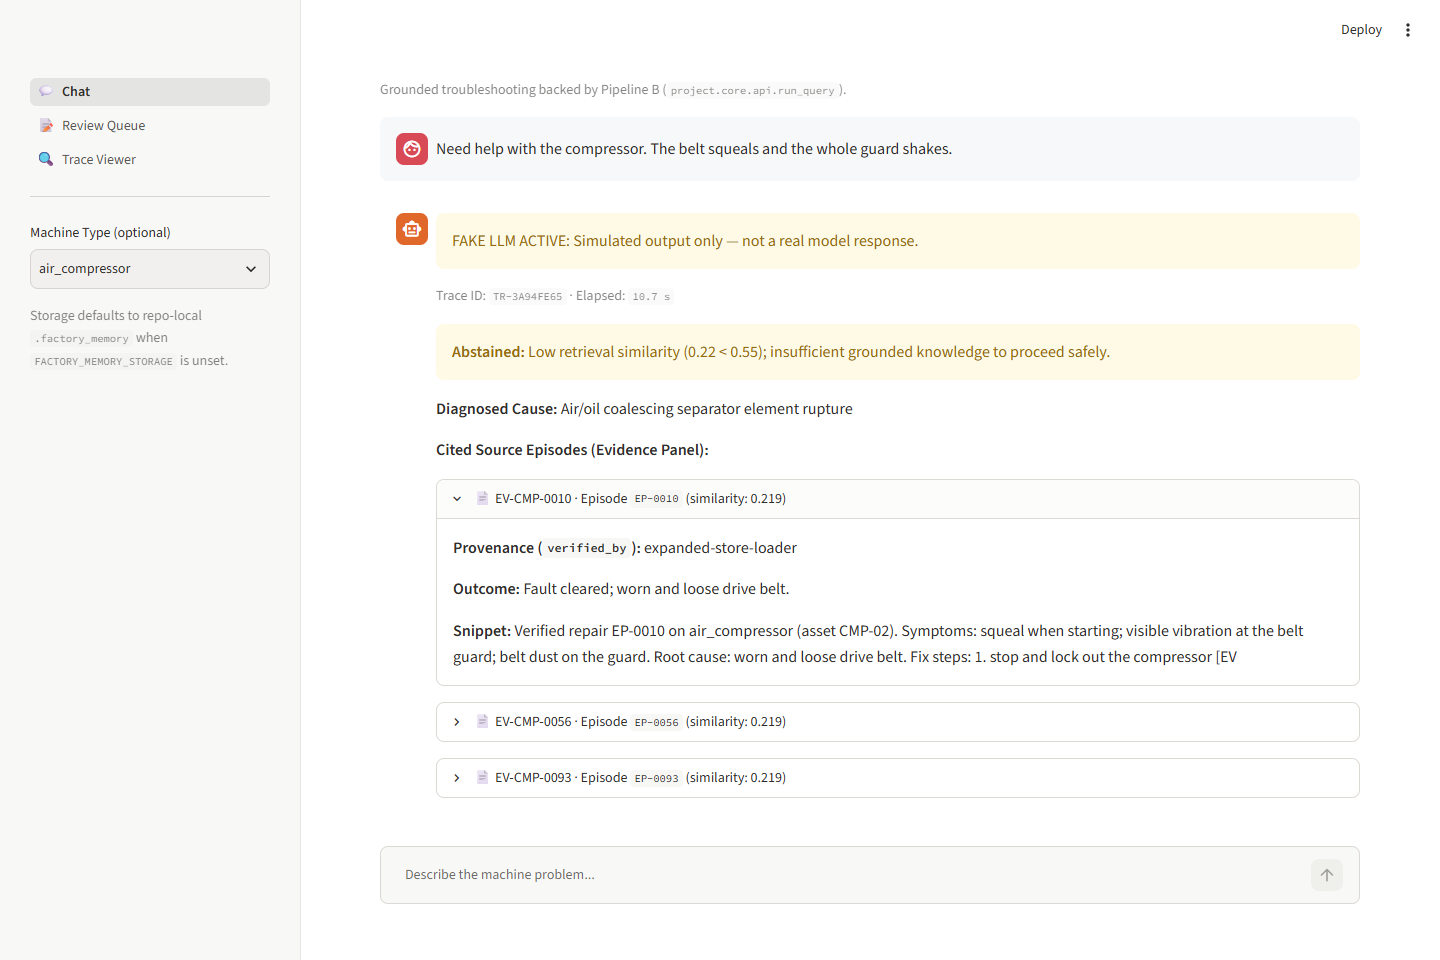 Deploy
Chat
Review Queue
Trace Viewer
Machine Type (optional)
air_compressor
Storage defaults to repo-local
.factory_memory when
FACTORY_MEMORY_STORAGE is unset.
Grounded troubleshooting backed by Pipeline B ( project.core.api.run_query ).
Need help with the compressor. The belt squeals and the whole guard shakes.
FAKE LLM ACTIVE: Simulated output only — not a real model response.
Trace ID: TR-3A94FE65 · Elapsed: 10.7 s
Abstained: Low retrieval similarity (0.22 < 0.55); insufficient grounded knowledge to proceed safely.
Diagnosed Cause: Air/oil coalescing separator element rupture
Cited Source Episodes (Evidence Panel):
EV-CMP-0010 · Episode EP-0010 (similarity: 0.219)
Provenance ( verified_by ): expanded-store-loader
Outcome: Fault cleared; worn and loose drive belt.
Snippet: Verified repair EP-0010 on air_compressor (asset CMP-02). Symptoms: squeal when starting; visible vibration at the belt
guard; belt dust on the guard. Root cause: worn and loose drive belt. Fix steps: 1. stop and lock out the compressor [EV
EV-CMP-0056 · Episode EP-0056 (similarity: 0.219)
EV-CMP-0093 · Episode EP-0093 (similarity: 0.219)
Describe the machine problem...